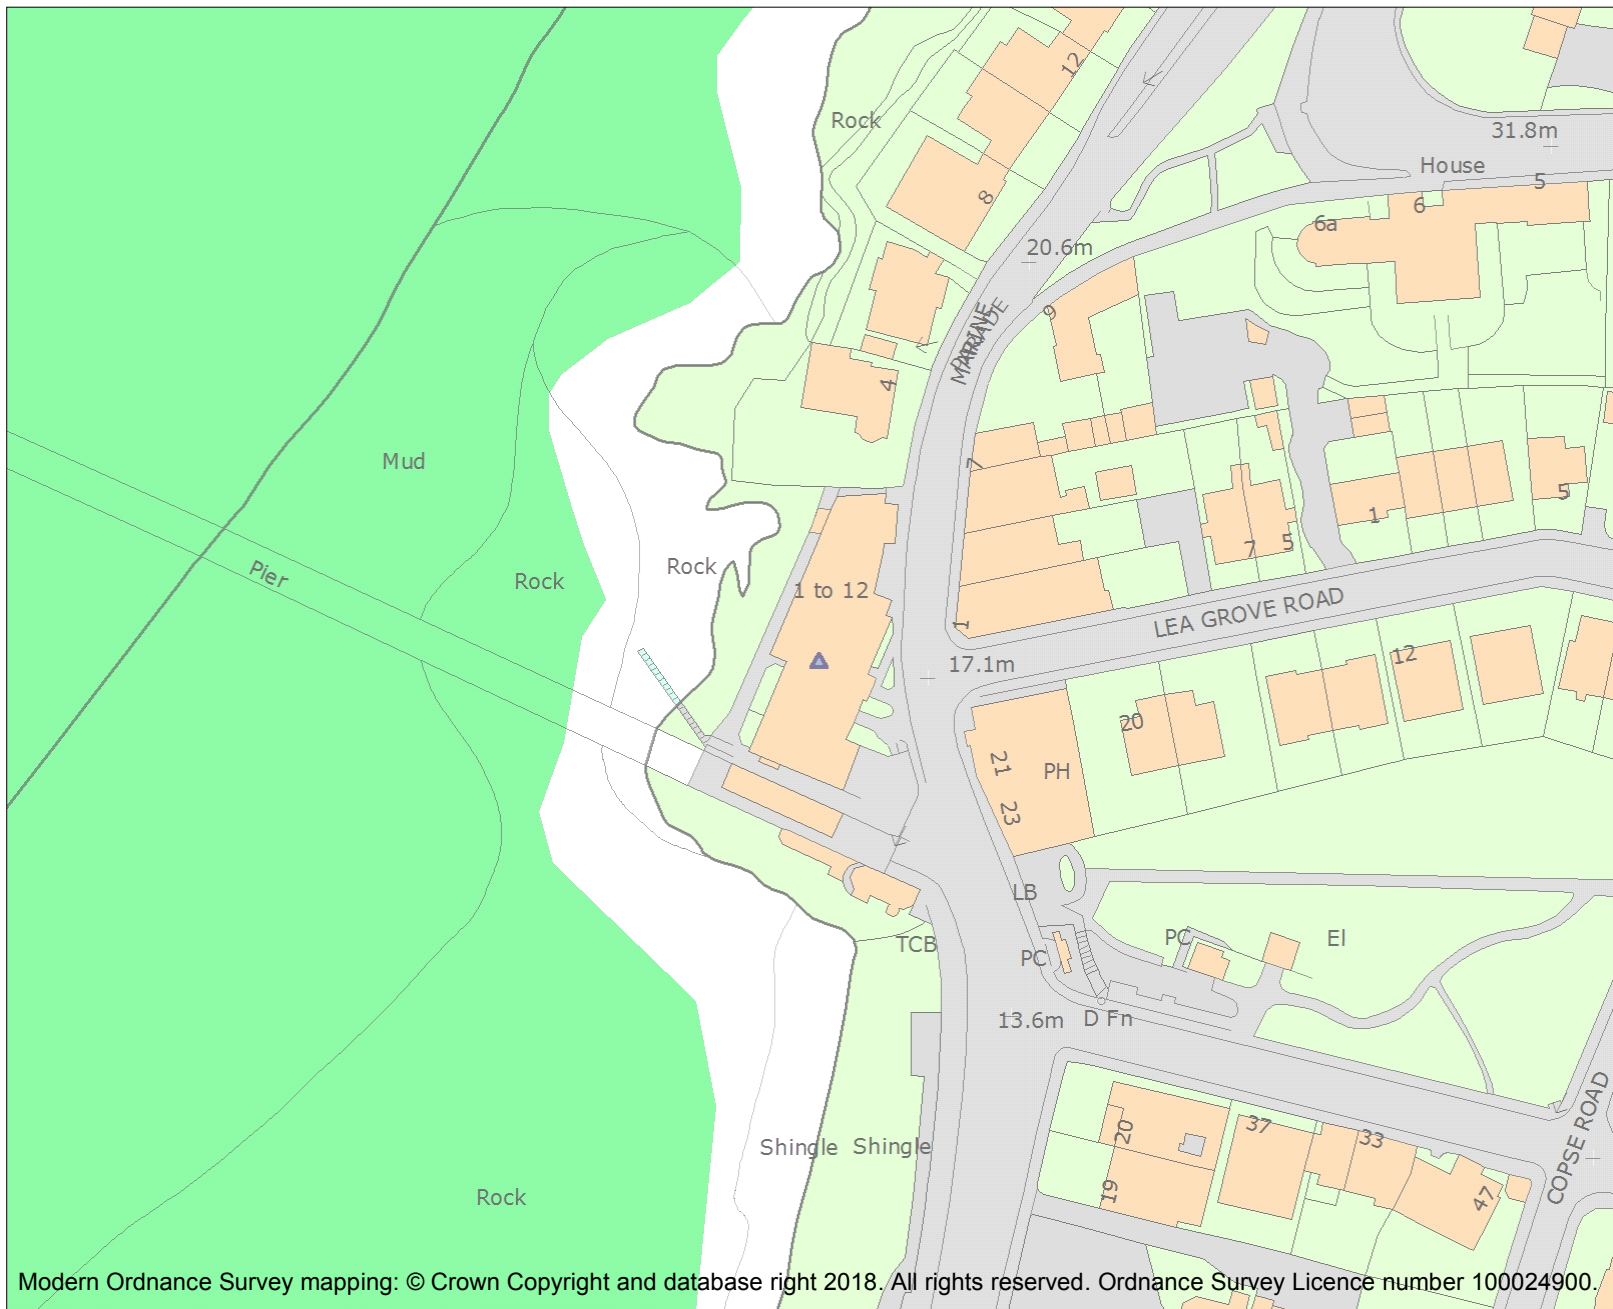 12
Rock
31.8m
House
5
8
6
6a
20.6m
9
MARINE
PARADE
4
7
Mud
5
1
7
5
Pier
Rock
Rock
1 to 12
LEA GROVE ROAD
1
17.1m
12
20
21
PH
23
LB
TCB
PC
PC
El
13.6m
D Fn
COPSE ROAD
20
37
33
Shingle
Shingle
19
47
Rock
Modern Ordnance Survey mapping: © Crown Copyright and database right 2018. All rights reserved. Ordnance Survey Licence number 100024900.